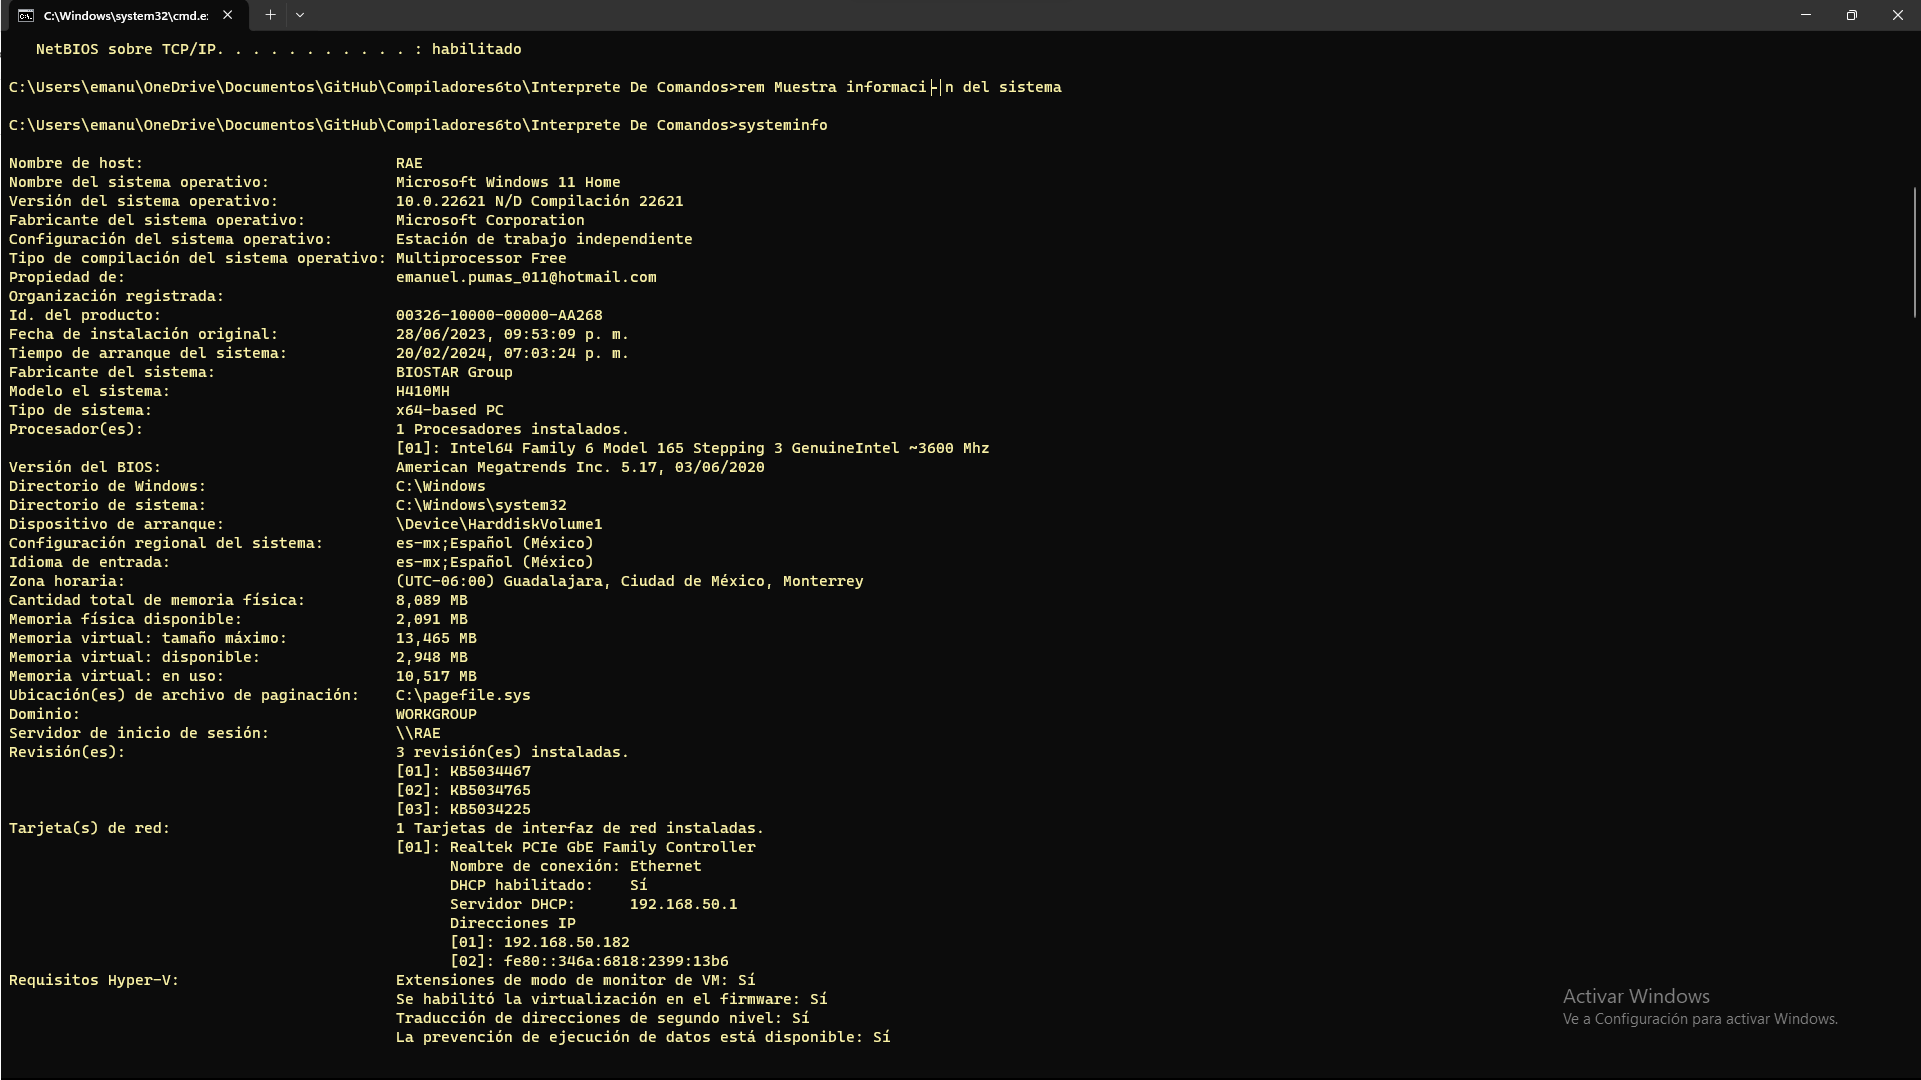 C:\Windows\system32\cmd.e:
NetBIOS sobre TCP/IP. . . . . . . . . . . : habilitado
C:\Users\emanu\OneDrive\Documentos\GitHub\Compiladores6to\Interprete De Comandos>rem Muestra informaci├│n del sistema
C:\Users\emanu\OneDrive\Documentos\GitHub\Compiladores6to\Interprete De Comandos>systeminfo
Nombre de host: RAE
Nombre del sistema operativo: Microsoft Windows 11 Home
Versión del sistema operativo: 10.0.22621 N/D Compilación 22621
Fabricante del sistema operativo: Microsoft Corporation
Configuración del sistema operativo: Estación de trabajo independiente
Tipo de compilación del sistema operativo: Multiprocessor Free
Propiedad de: emanuel.pumas_011@hotmail.com
Organización registrada:
Id. del producto: 00326-10000-00000-AA268
Fecha de instalación original: 28/06/2023, 09:53:09 p. m.
Tiempo de arranque del sistema: 20/02/2024, 07:03:24 p. m.
Fabricante del sistema: BIOSTAR Group
Modelo el sistema: H410MH
Tipo de sistema: x64-based PC
Procesador(es): 1 Procesadores instalados.
[01]: Intel64 Family 6 Model 165 Stepping 3 GenuineIntel ~3600 Mhz
Versión del BIOS: American Megatrends Inc. 5.17, 03/06/2020
Directorio de Windows: C:\Windows
Directorio de sistema: C:\Windows\system32
Dispositivo de arranque: \Device\HarddiskVolume1
Configuración regional del sistema: es-mx;Español (México)
Idioma de entrada: es-mx;Español (México)
Zona horaria: (UTC-06:00) Guadalajara, Ciudad de México, Monterrey
Cantidad total de memoria física: 8,089 MB
Memoria física disponible: 2,091 MB
Memoria virtual: tamaño máximo: 13,465 MB
Memoria virtual: disponible: 2,948 MB
Memoria virtual: en uso: 10,517 MB
Ubicación(es) de archivo de paginación: C:\pagefile.sys
Dominio: WORKGROUP
Servidor de inicio de sesión: \\RAE
Revisión(es): 3 revisión(es) instaladas.
[01]: KB5034467
[02]: KB5034765
[03]: KB5034225
Tarjeta(s) de red: 1 Tarjetas de interfaz de red instaladas.
[01]: Realtek PCIe GbE Family Controller
Nombre de conexión: Ethernet
DHCP habilitado: Sí
Servidor DHCP: 192.168.50.1
Direcciones IP
[01]: 192.168.50.182
[02]: fe80::346a:6818:2399:13b6
Requisitos Hyper-V: Extensiones de modo de monitor de VM: Sí
Se habilitó la virtualización en el firmware: Sí
Traducción de direcciones de segundo nivel: Sí
La prevención de ejecución de datos está disponible: Sí
Activar Windows
Ve a Configuración para activar Windows.